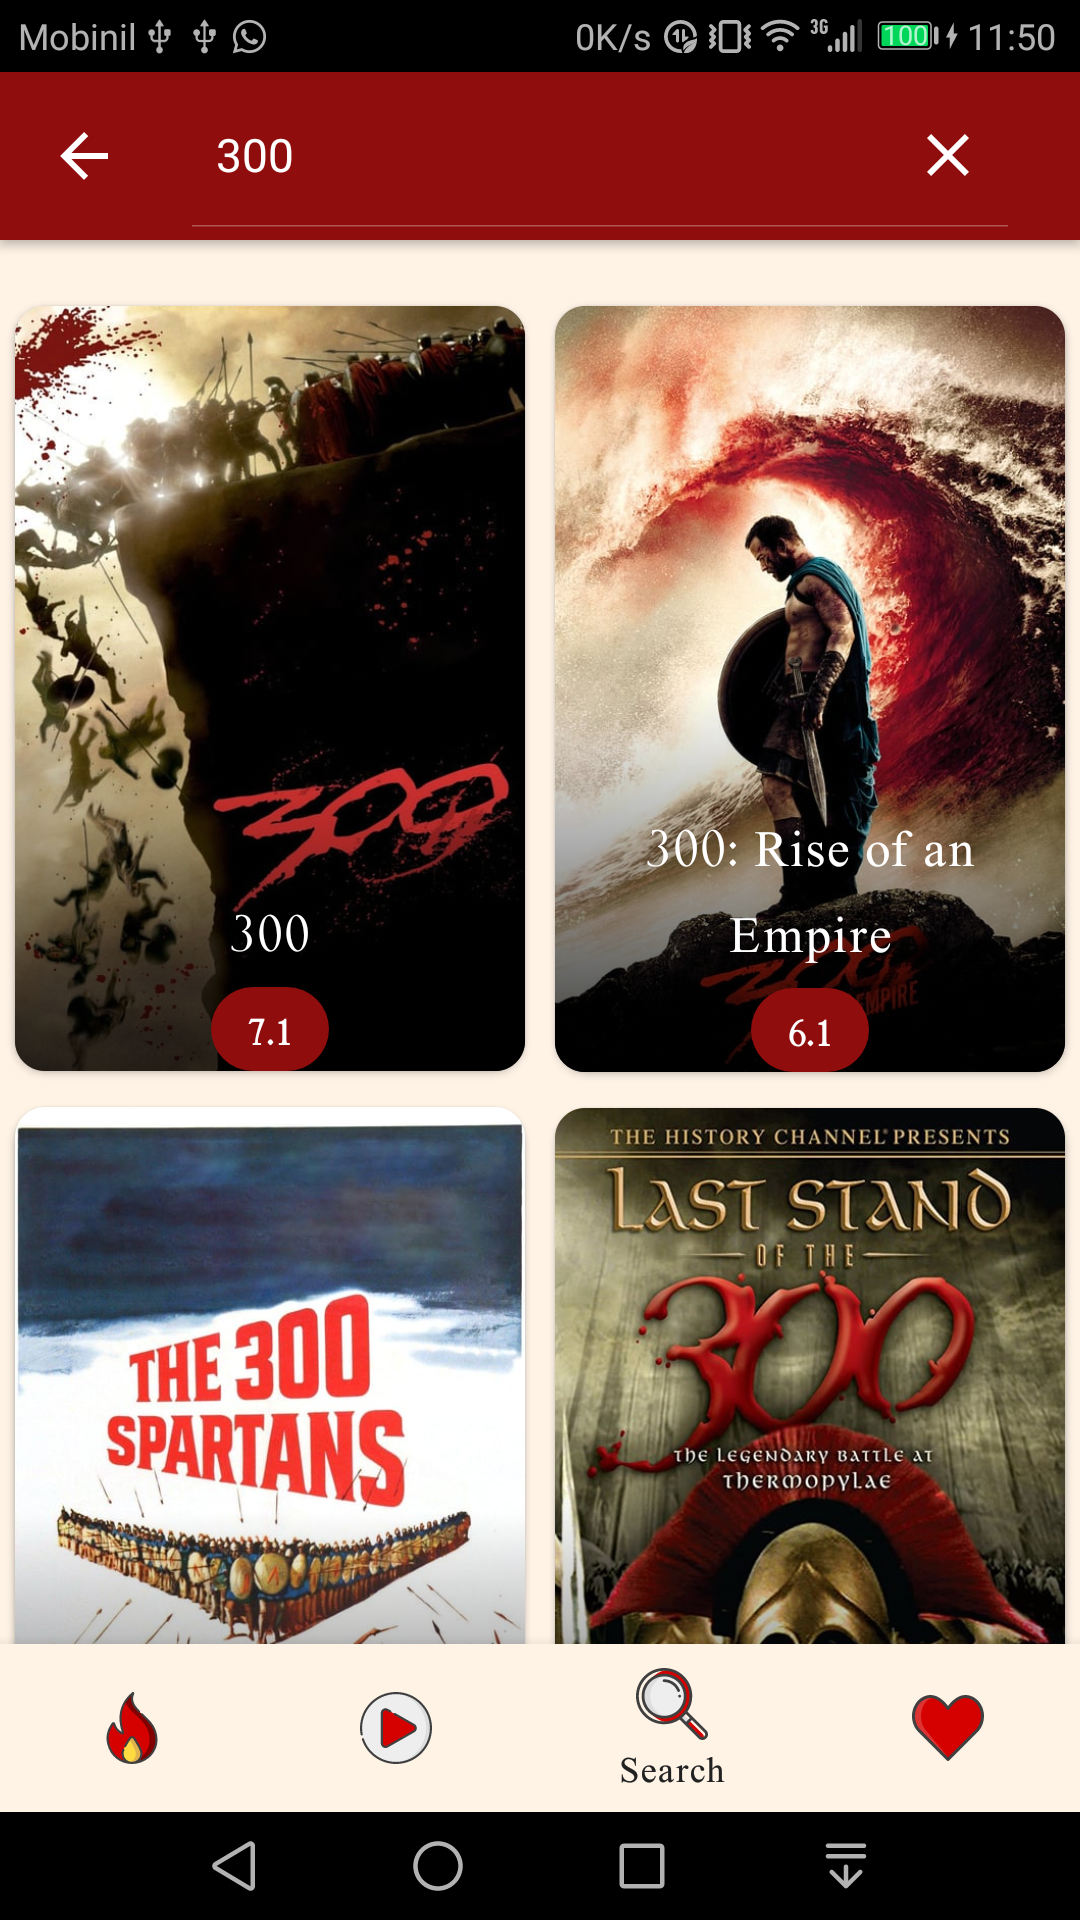 Mobinil 0K/s 3G 100 11:50
300
300
300
7.1
300: Rise of an
Empire
6.1
THE 300
SPARTANS
THE HISTORY CHANNEL PRESENTS
LAST STAND
OF THE
300
THE LEGENDARY BATTLE AT
THERMOPYLAE
Search